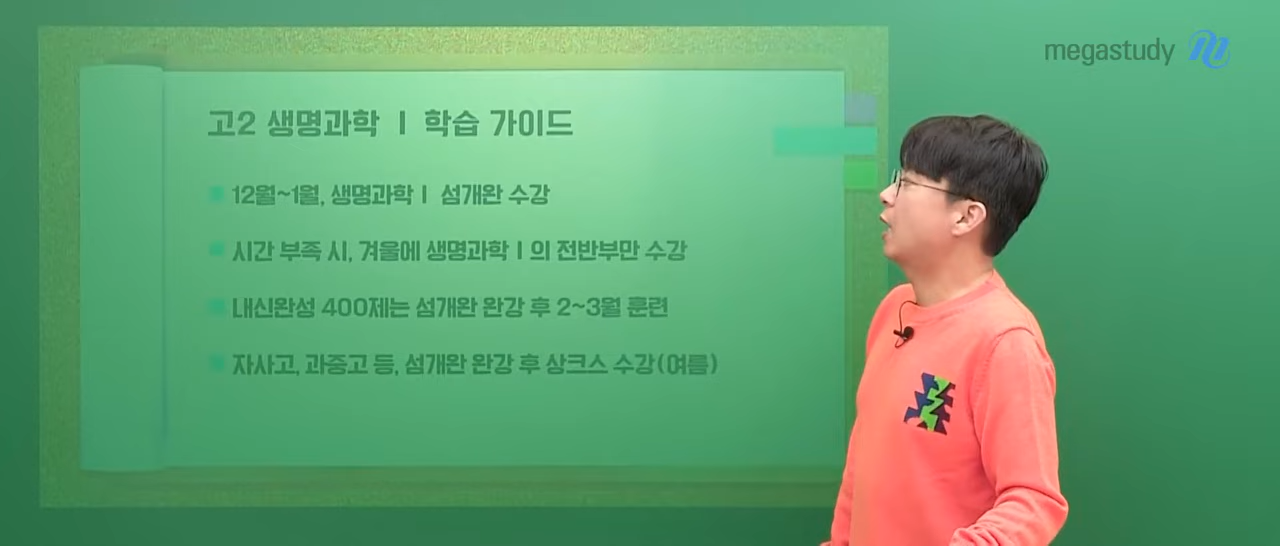 megastudy
고2 생명과학 Ⅰ 학습 가이드
12월~1월, 생명과학Ⅰ 섬개완 수강
시간 부족 시, 겨울에 생명과학Ⅰ의 전반부만 수강
내신완성 400제는 섬개완 완강 후 2~3월 훈련
자사고, 과중고 등, 섬개완 완강 후 상크스 수강(여름)